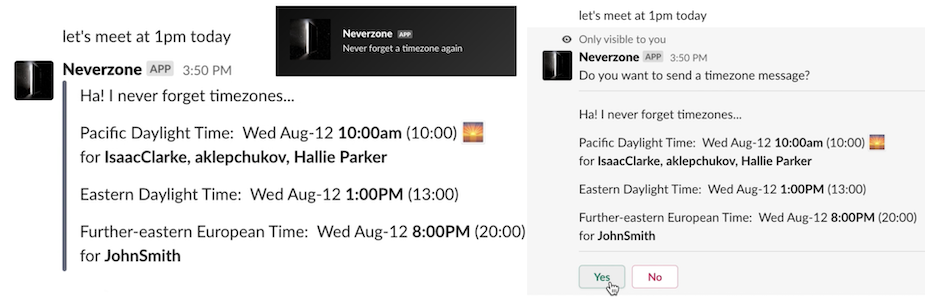 let's meet at 1pm today
Neverzone APP 3:50 PM
Ha! I never forget timezones...
Pacific Daylight Time: Wed Aug-12 10:00am (10:00)
for IsaacClarke, aklepchukov, Hallie Parker
Eastern Daylight Time: Wed Aug-12 1:00PM (13:00)
Further-eastern European Time: Wed Aug-12 8:00PM (20:00)
for JohnSmith
Neverzone APP
Never forget a timezone again
let's meet at 1pm today
Only visible to you
Neverzone APP 3:50 PM
Do you want to send a timezone message?
Ha! I never forget timezones...
Pacific Daylight Time: Wed Aug-12 10:00am (10:00)
for IsaacClarke, aklepchukov, Hallie Parker
Eastern Daylight Time: Wed Aug-12 1:00PM (13:00)
Further-eastern European Time: Wed Aug-12 8:00PM (20:00)
for JohnSmith
Yes No